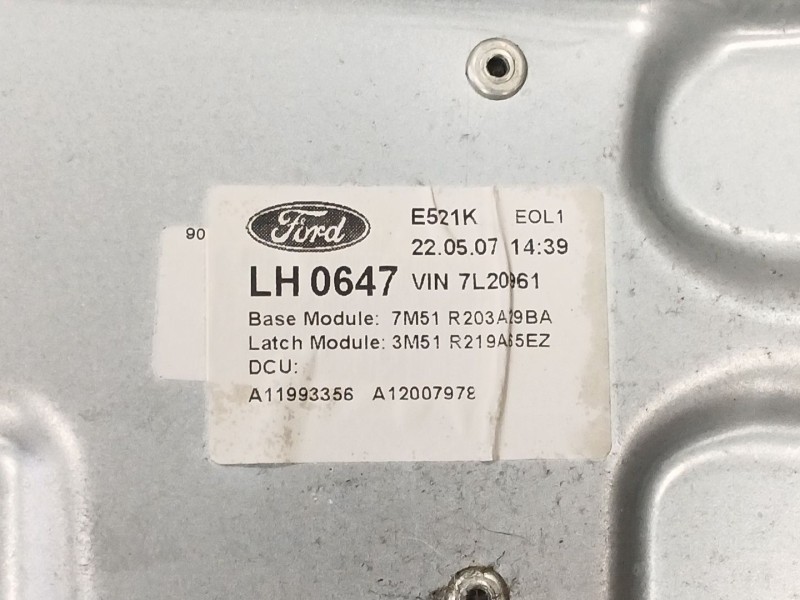 90
Ford
E521K EOL1
22.05.07 14:39
LH 0647 VIN 7L20961
Base Module: 7M51 R203A29BA
Latch Module: 3M51 R219A65EZ
DCU:
A11993356 A12007978